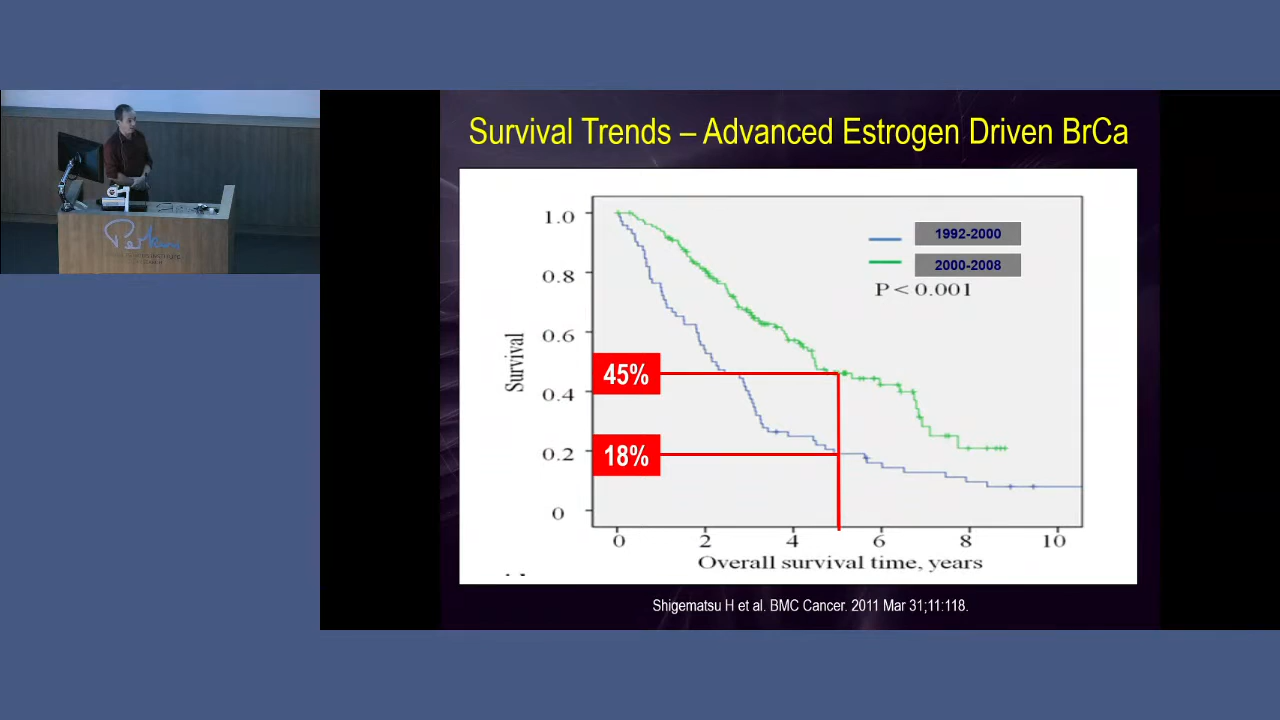 Survival Trends – Advanced Estrogen Driven BrCa
1.0
0.8
0.6
0.4
0.2
0
Survival
45%
18%
1992-2000
2000-2008
P < 0.001
0 2 4 6 8 10
Overall survival time, years
Shigematsu H et al. BMC Cancer. 2011 Mar 31;11:118.
Perkins